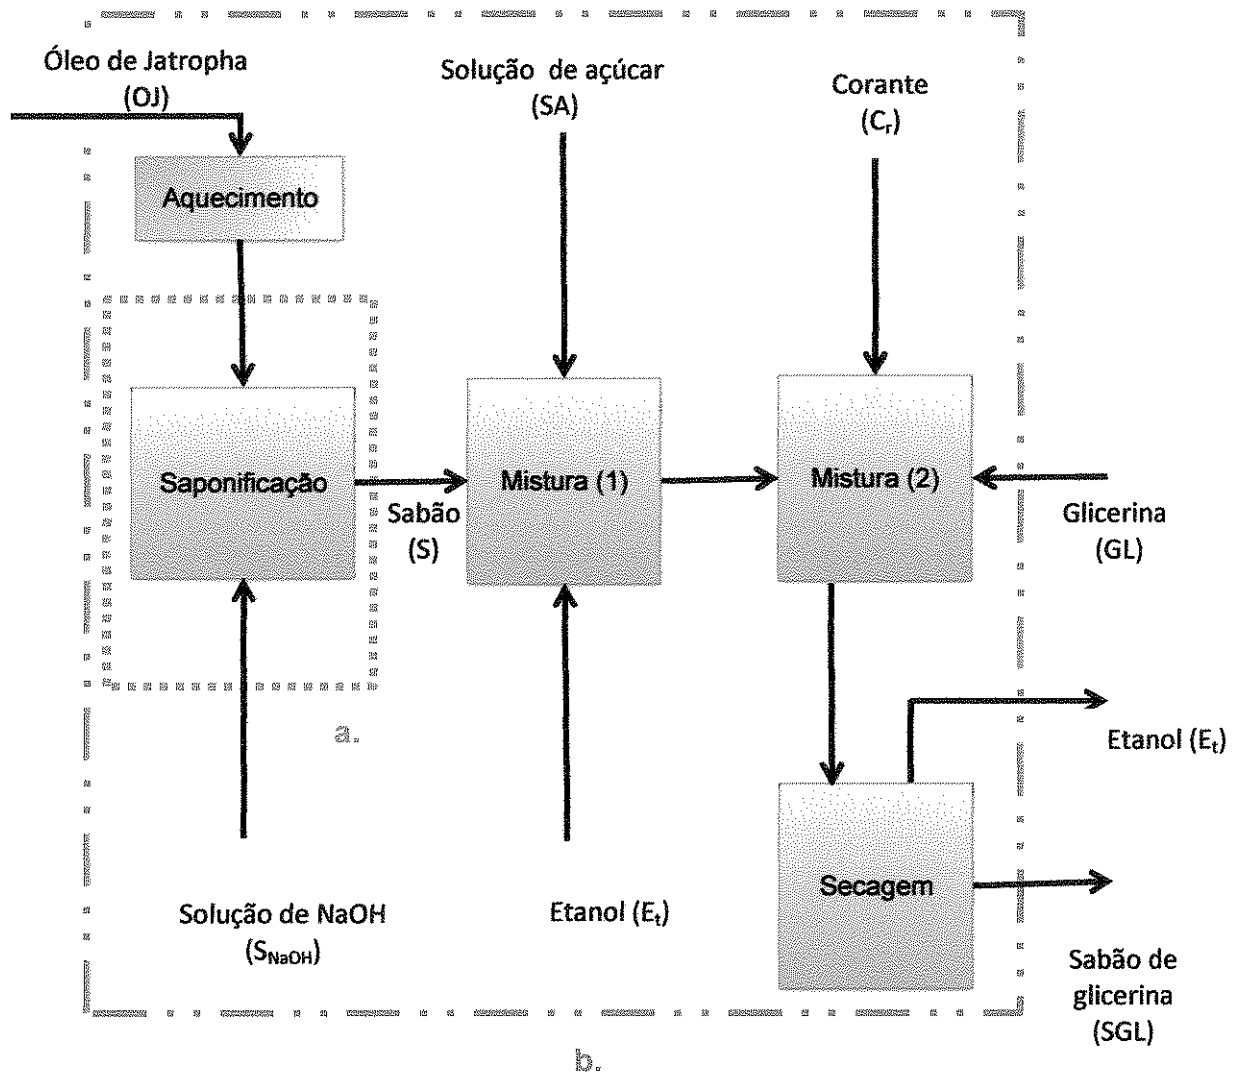 Óleo de Jatropha
(OJ)
Solução de açúcar
(SA)
Corante
(Cr)
Aquecimento
Saponificação
Sabão
(S)
Mistura (1)
Mistura (2)
Glicerina
(GL)
a.
Etanol (Et)
Secagem
Solução de NaOH
(SNaOH)
Etanol (Et)
Sabão de
glicerina
(SGL)
b.